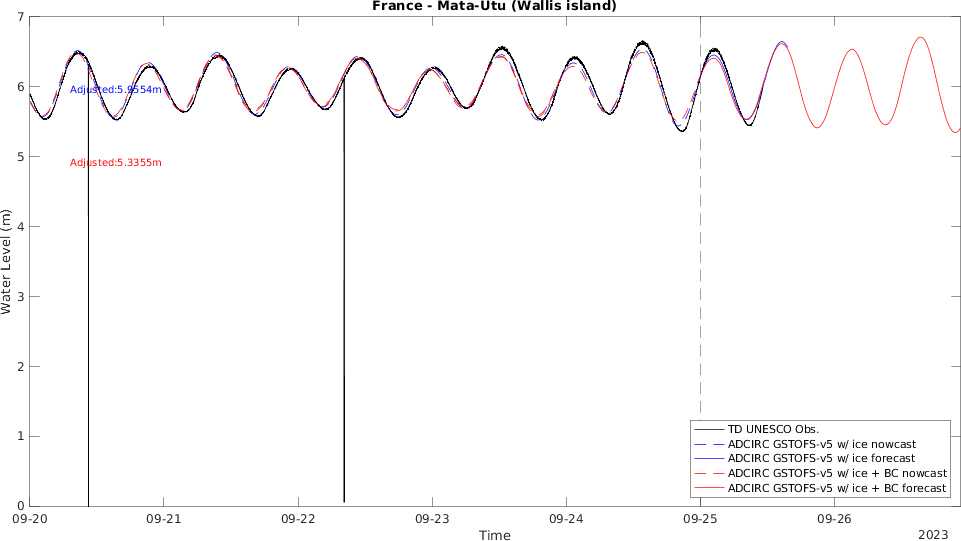 France - Mata-Utu (Wallis island)
7
6
5
4
3
2
1
0
Water Level (m)
Adjusted:5.9554m
Adjusted:5.3355m
TD UNESCO Obs.
ADCIRC GSTOFS-v5 w/ ice nowcast
ADCIRC GSTOFS-v5 w/ ice forecast
ADCIRC GSTOFS-v5 w/ ice + BC nowcast
ADCIRC GSTOFS-v5 w/ ice + BC forecast
09-20 09-21 09-22 09-23 09-24 09-25 09-26
Time
2023